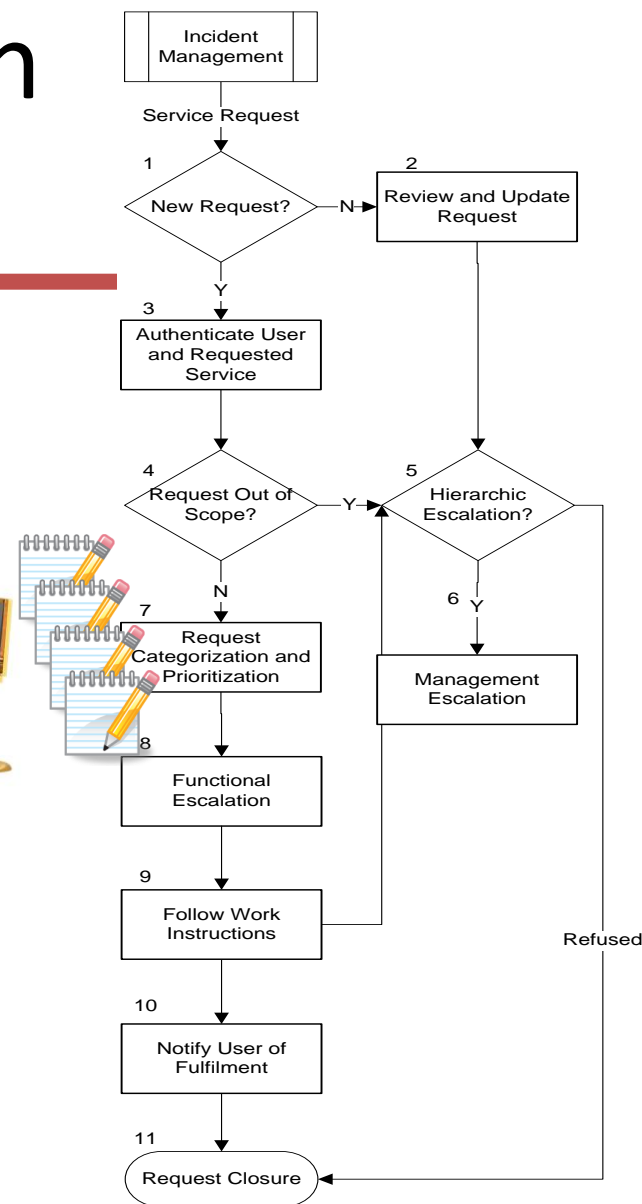 n
Incident
Management
Service Request
1
New Request?
N
2
Review and Update
Request
Y
3
Authenticate User
and Requested
Service
4
Request Out of
Scope?
Y
5
Hierarchic
Escalation?
N
6
Y
7
Request
Categorization and
Prioritization
Management
Escalation
8
Functional
Escalation
9
Follow Work
Instructions
Refused
10
Notify User of
Fulfilment
11
Request Closure